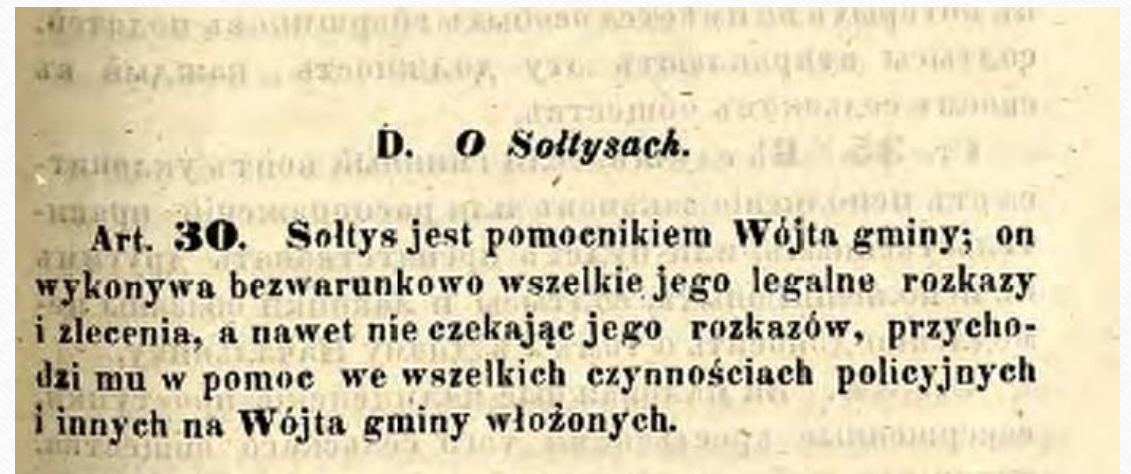 D. O Sołtysach.
Art. 30. Sołtys jest pomocnikiem Wójta gminy; on
wykonywa bezwarunkowo wszelkie jego legalne rozkazy
i zlecenia, a nawet nie czekając jego rozkazów, przycho-
dzi mu w pomoc we wszelkich czynnościach policyjnych
i innych na Wójta gminy włożonych.